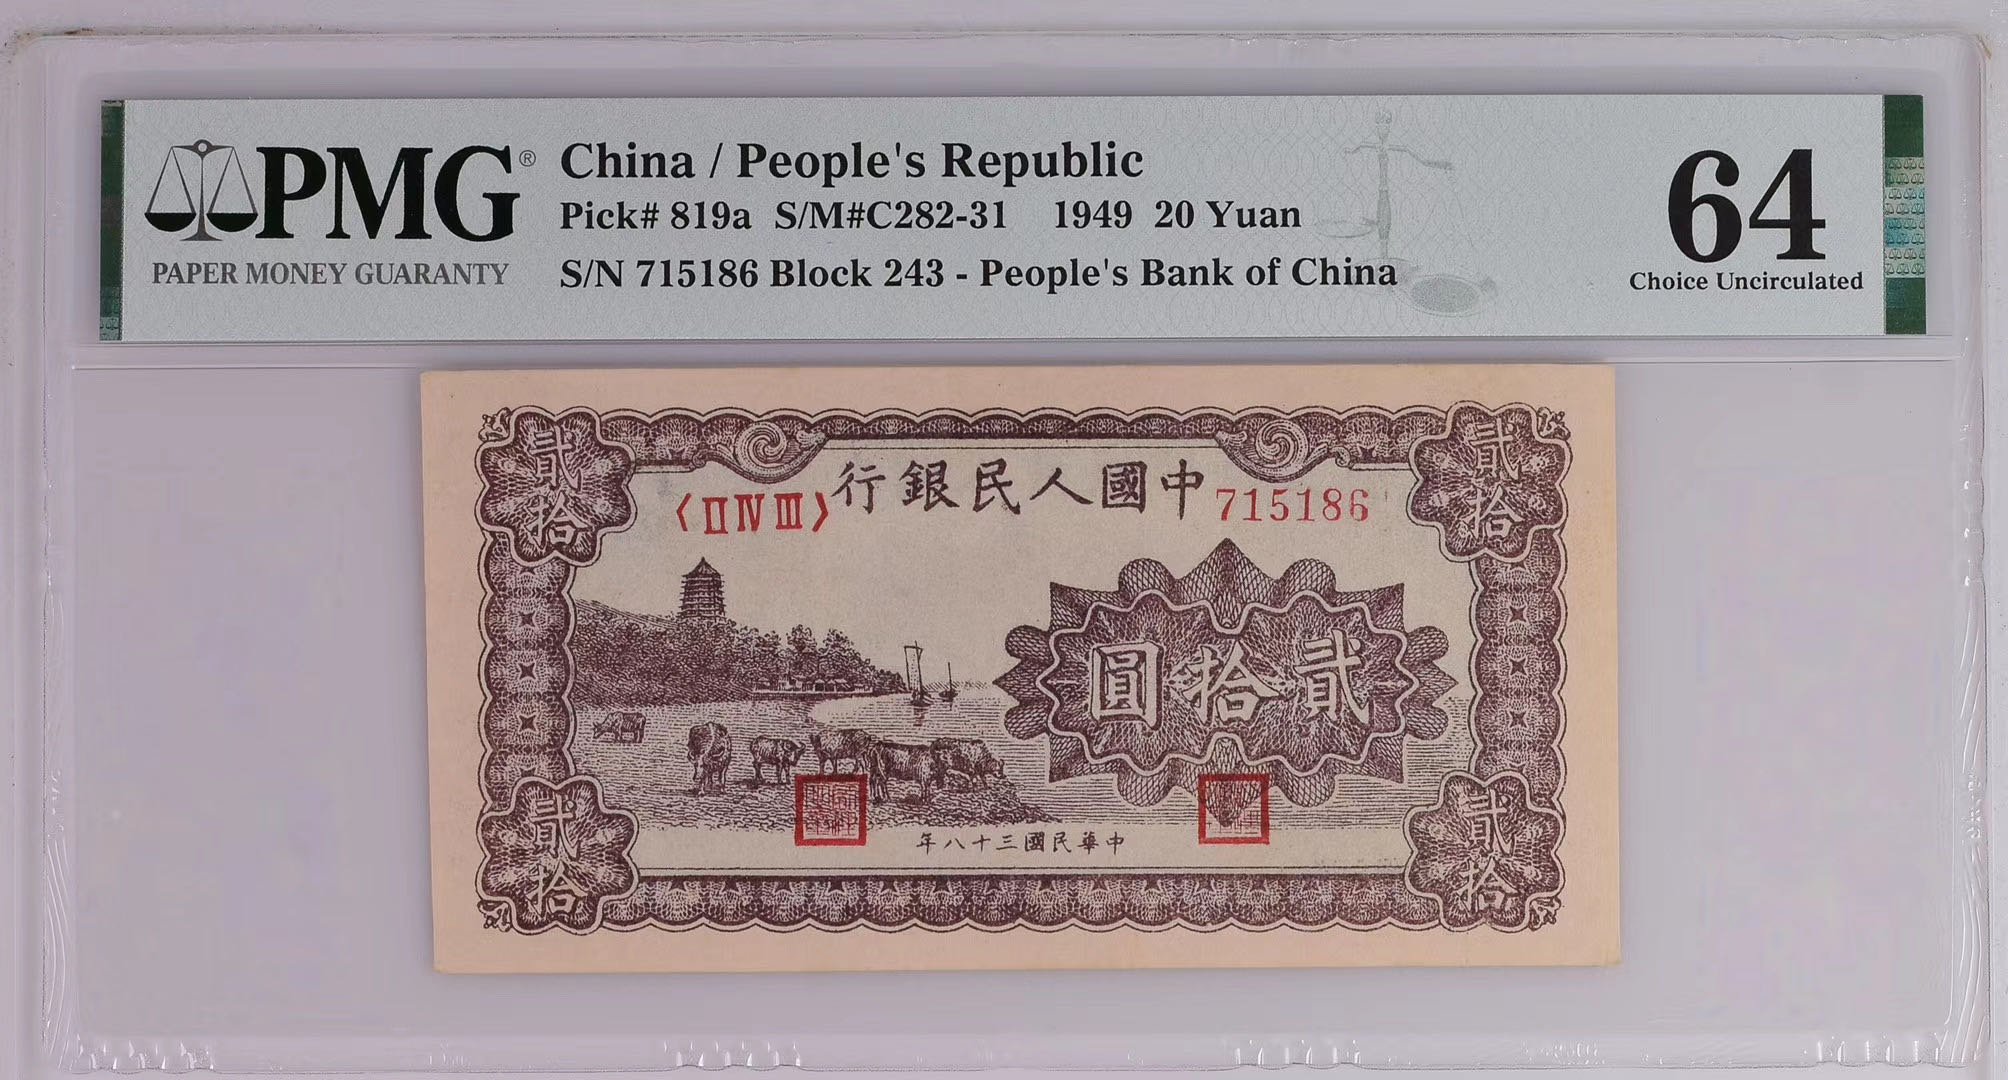 PMG®
PAPER MONEY GUARANTY
China / People's Republic
Pick# 819a S/M#C282-31 1949 20 Yuan
S/N 715186 Block 243 - People's Bank of China
64
Choice Uncirculated
貳拾
貳拾
行銀民人國中
〈ⅡⅣⅢ〉
715186
圓拾貳
年八十三國民華中
貳拾
貳拾